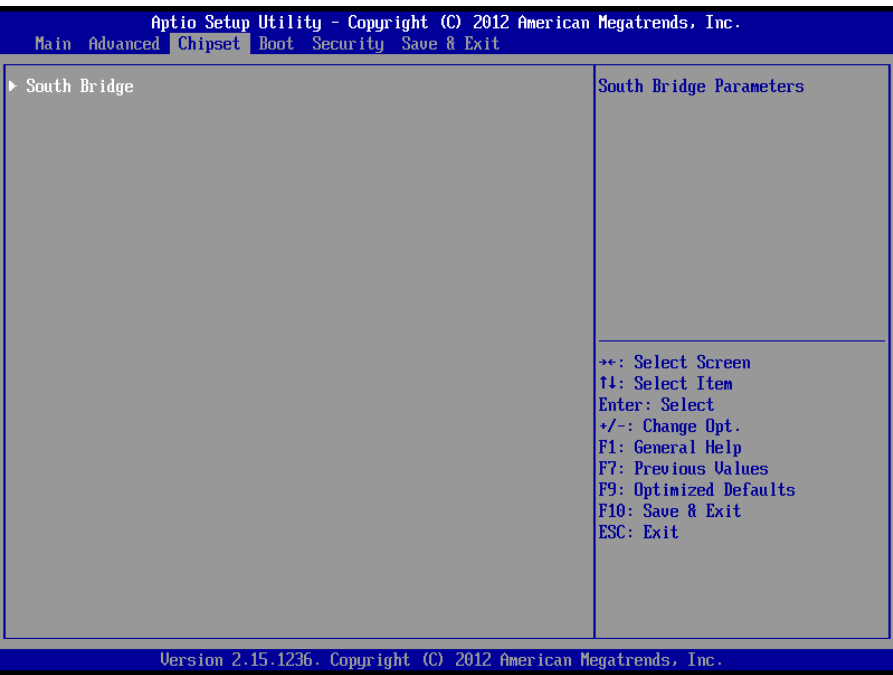 Aptio Setup Utility - Copyright (C) 2012 American Megatrends, Inc.
Main Advanced Chipset Boot Security Save & Exit
▶ South Bridge
South Bridge Parameters
→←: Select Screen
↑↓: Select Item
Enter: Select
+/-: Change Opt.
F1: General Help
F7: Previous Values
F9: Optimized Defaults
F10: Save & Exit
ESC: Exit
Version 2.15.1236. Copyright (C) 2012 American Megatrends, Inc.